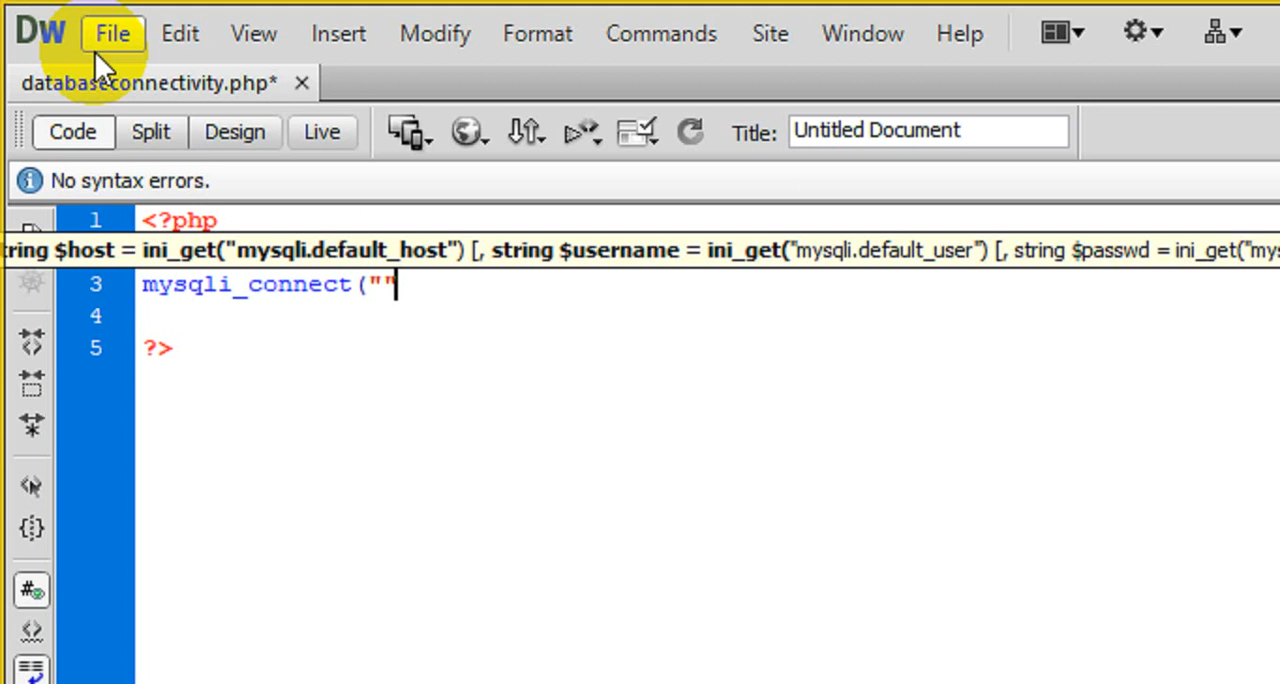 DW File Edit View Insert Modify Format Commands Site Window Help
databaseconnectivity.php*
Code Split Design Live Title: Untitled Document
No syntax errors.
1 <?php
$host = ini_get("mysqli.default_host") [, string $username = ini_get("mysqli.default_user") [, string $passwd = ini_get("mys
3 mysqli_connect(""
4
5 ?>